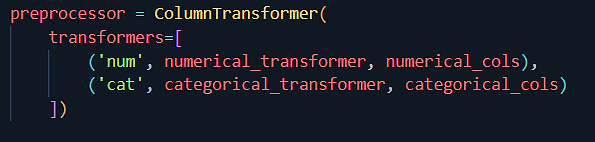 preprocessor = ColumnTransformer(
    transformers=[
        ('num', numerical_transformer, numerical_cols),
        ('cat', categorical_transformer, categorical_cols)
    ])